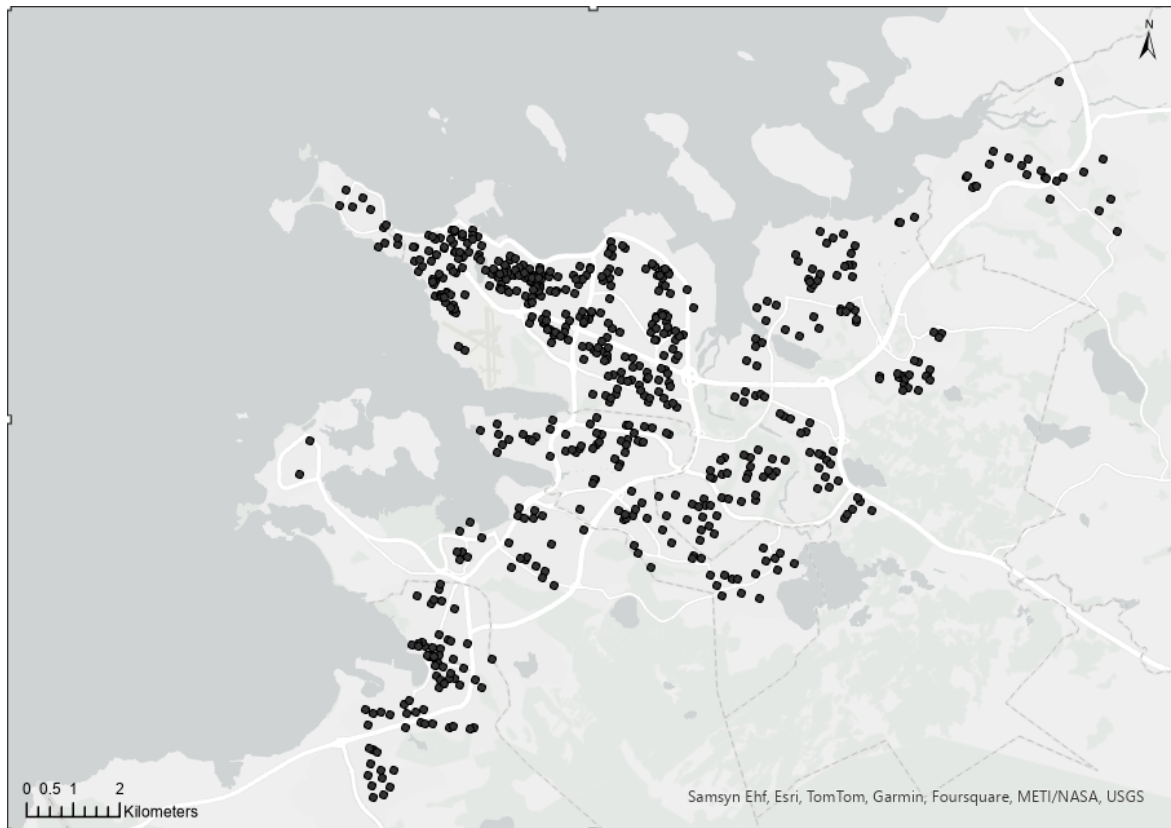 N
0 0.5 1 2
Kilometers
Samsyn Ehf, Esri, TomTom, Garmin, Foursquare, METI/NASA, USGS